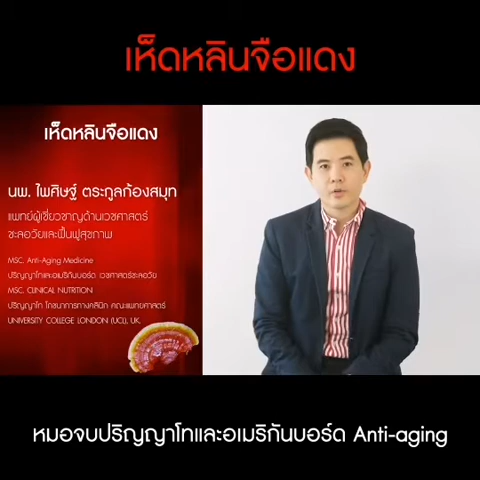 เห็ดหลินจือแดง
เห็ดหลินจือแดง
นพ. ไพศิษฐ์ ตระกูลก้องสมุท
แพทย์ผู้เชี่ยวชาญด้านเวชศาสตร์
ชะลอวัยและฟื้นฟูสุขภาพ
MSC. Anti-Aging Medicine
ปริญญาโทและอเมริกันบอร์ด เวชศาสตร์ชะลอวัย
MSC. CLINICAL NUTRITION
ปริญญาโท โภชนาการทางคลินิก คณะแพทยศาสตร์
UNIVERSITY COLLEGE LONDON (UCL), UK.
หมอจบปริญญาโทและอเมริกันบอร์ด Anti-aging